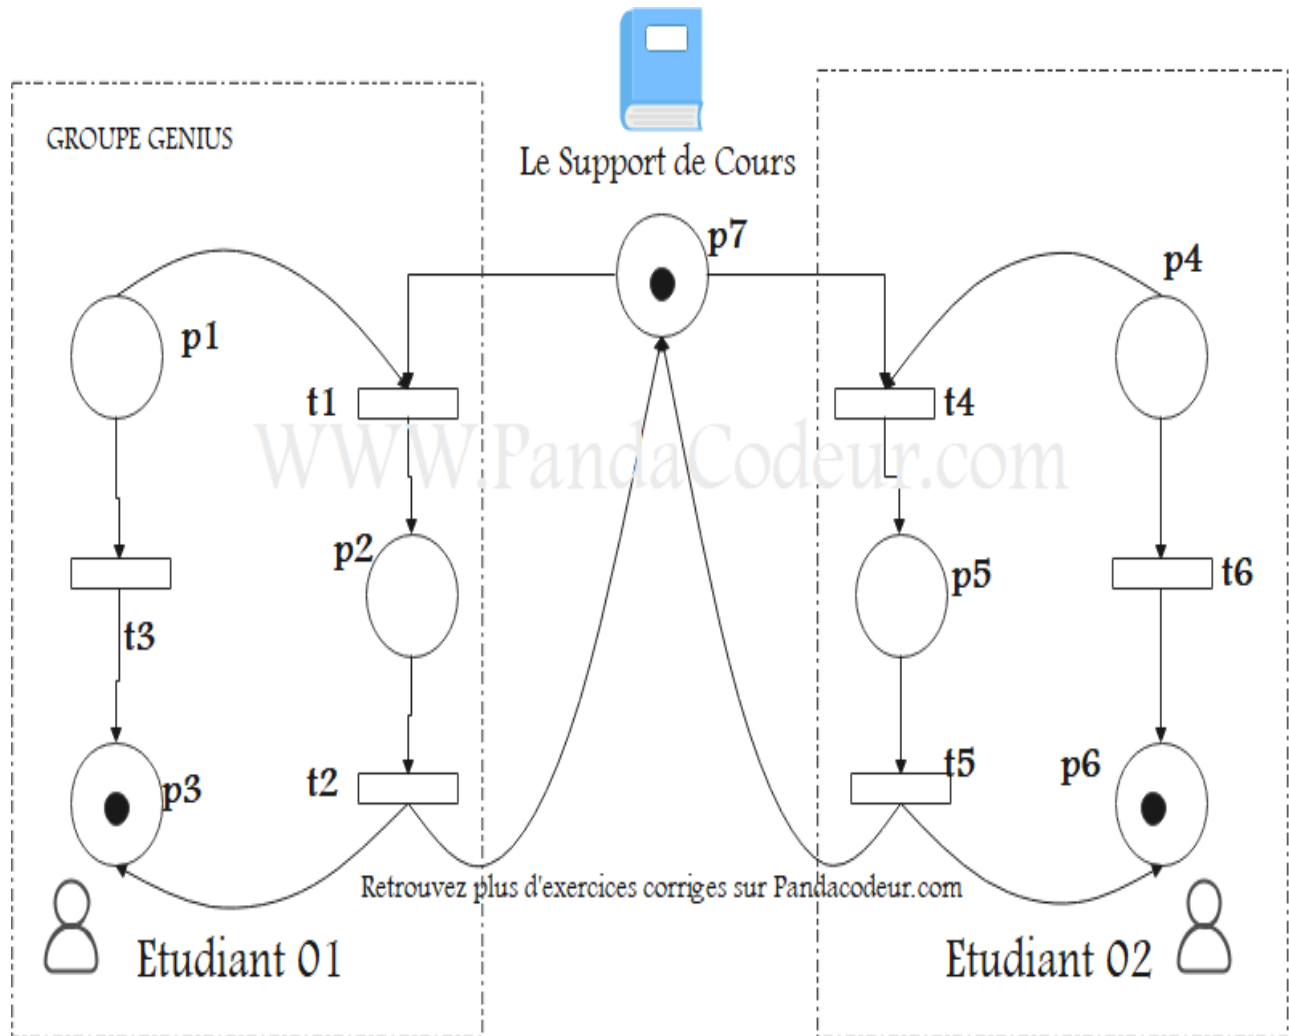 Le Support de Cours
GROUPE GENIUS
p7
p4
p1
t1
t4
WWW.PandaCodeur.com
p2
p5
t6
t3
p3
t2
t5
p6
Retrouvez plus d'exercices corriges sur Pandacodeur.com
Etudiant 01
Etudiant 02